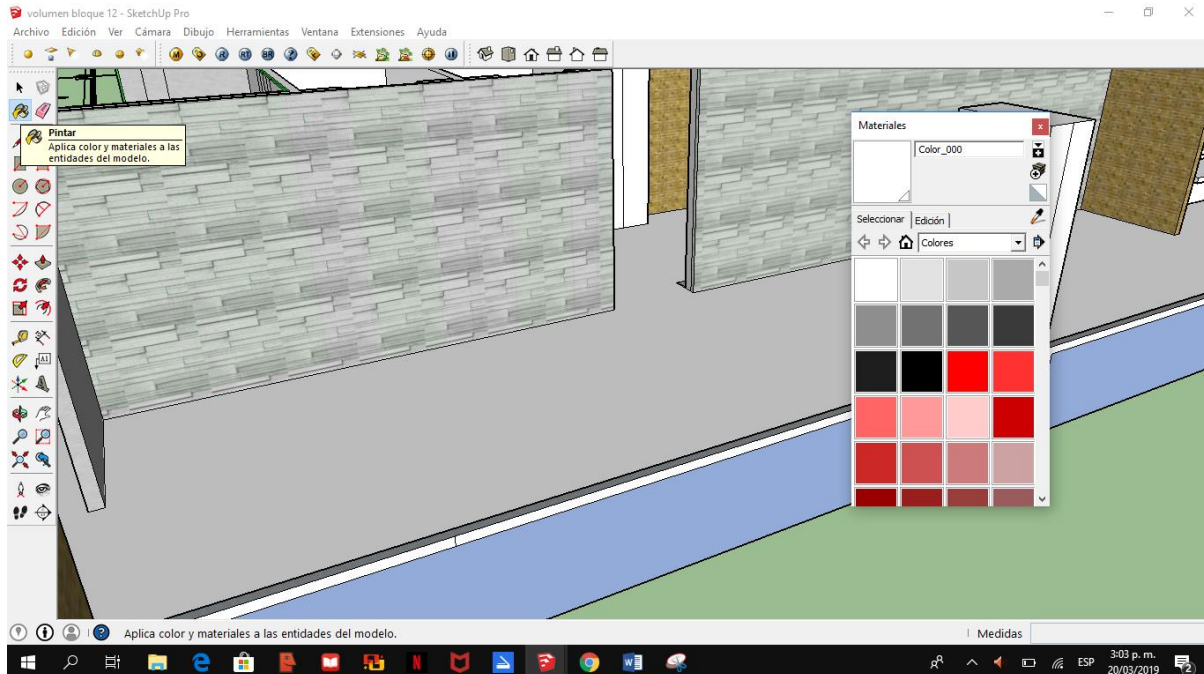 volumen bloque 12 - SketchUp Pro
Archivo Edición Ver Cámara Dibujo Herramientas Ventana Extensiones Ayuda
Pintar
Aplica color y materiales a las
entidades del modelo.
Materiales
Color_000
Seleccionar Edición
Colores
Aplica color y materiales a las entidades del modelo.
Medidas
ESP
3:03 p. m.
20/03/2019